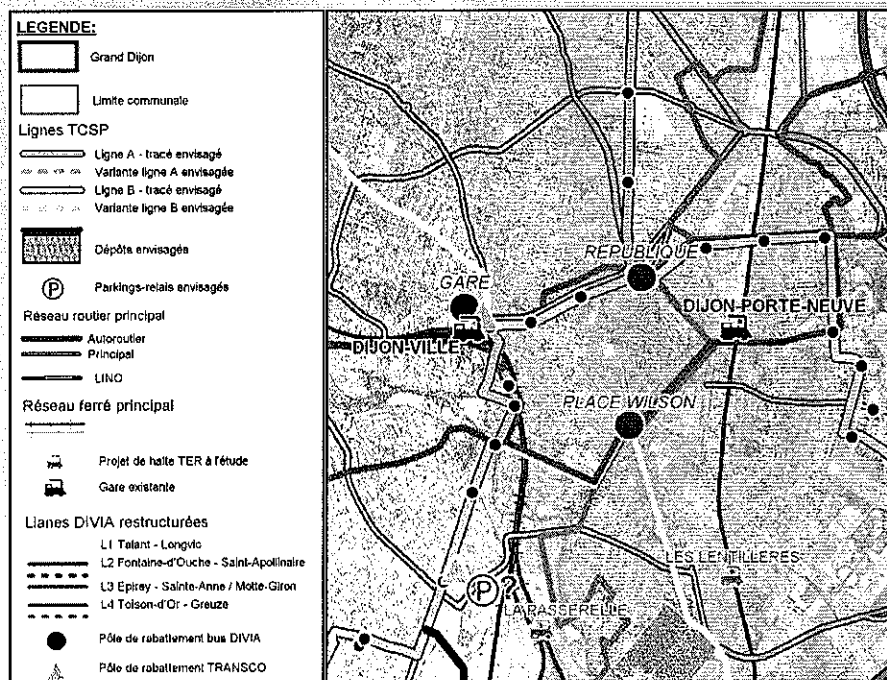 LEGENDE:
Grand Dijon
Limite communale
Lignes TCSP
Ligne A - tracé envisagé
Variante ligne A envisagée
Ligne B - tracé envisagé
Variante ligne B envisagée
Dépôts envisagés
P
Parkings-relais envisagés
Réseau routier principal
Autoroutier
Principal
LINO
Réseau ferré principal
Projet de halte TER à l'étude
Gare existente
Lianes DIVIA restructurées
L1 Talant - Longvic
L2 Fontaine-d'Ouche - Saint-Apollinaire
L3 Epirey - Sainte-Anne / Motte-Giron
L4 Toison-d'Or - Greuze
Pôle de rabattement bus DIVIA
Pôle de rabattement TRANSCO
REPUBLIQUE
GARE
DIJON-PORTE-NEUVE
DIJON-VILLE
PLACE WILSON
LES LENTILLERES
P ?
LA PASSERELLE